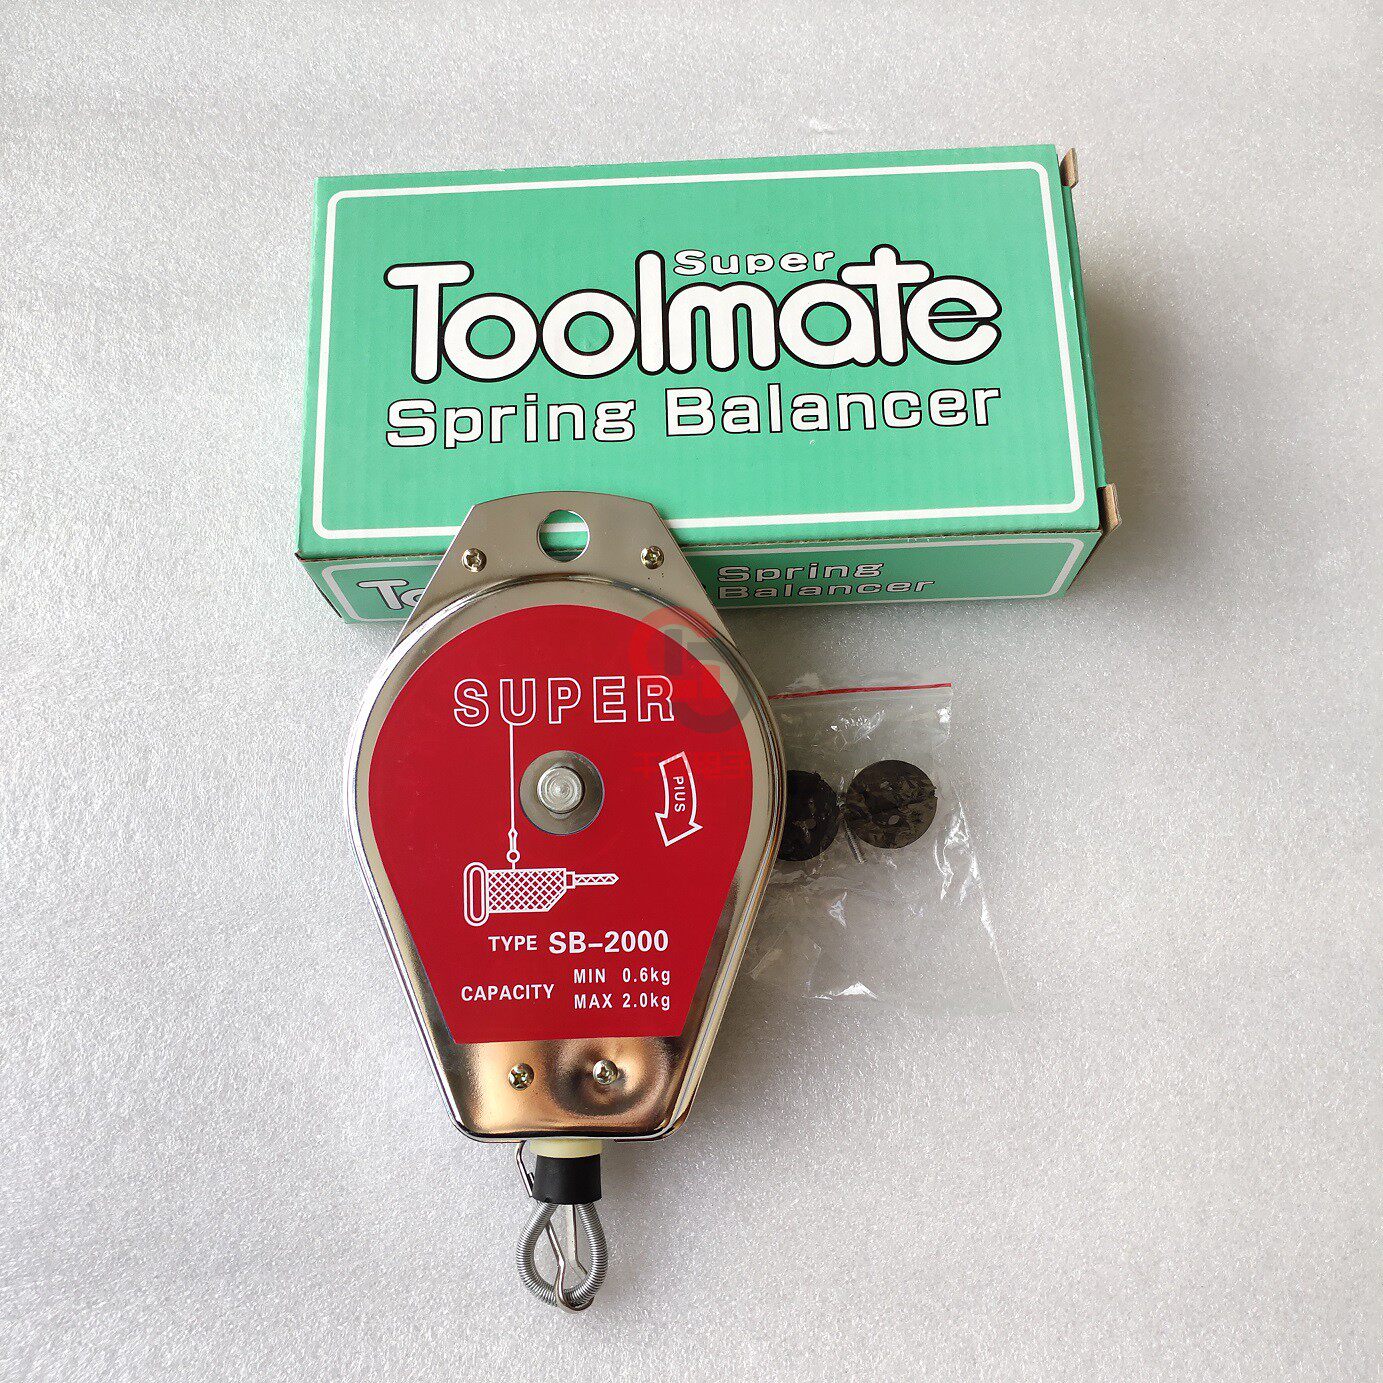 Super
Toolmate
Spring Balancer
Spring
Balancer
SUPER
PIUS
TYPE SB-2000
CAPACITY
MIN 0.6kg
MAX 2.0kg